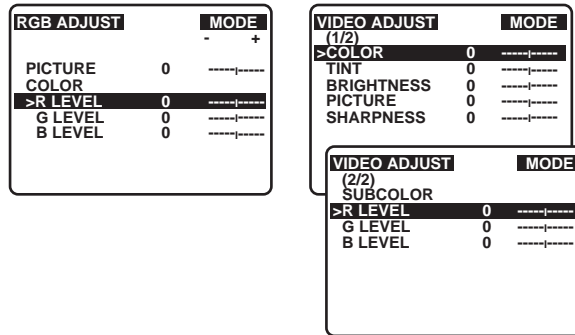 RGB ADJUST MODE
- +
PICTURE 0 -----|-----
COLOR
>R LEVEL 0 -----|-----
G LEVEL 0 -----|-----
B LEVEL 0 -----|-----
VIDEO ADJUST MODE
(1/2)
>COLOR 0 -----|-----
TINT 0 -----|-----
BRIGHTNESS 0 -----|-----
PICTURE 0 -----|-----
SHARPNESS 0 -----|-----
VIDEO ADJUST MODE
(2/2)
SUBCOLOR
>R LEVEL 0 -----|-----
G LEVEL 0 -----|-----
B LEVEL 0 -----|-----